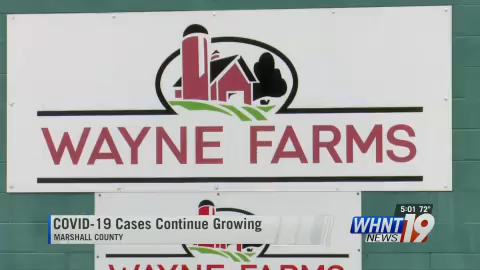 WAYNE FARMS
COVID-19 Cases Continue Growing
MARSHALL COUNTY
5:01 72°
WHNT
NEWS 19
WAYNE FARMS